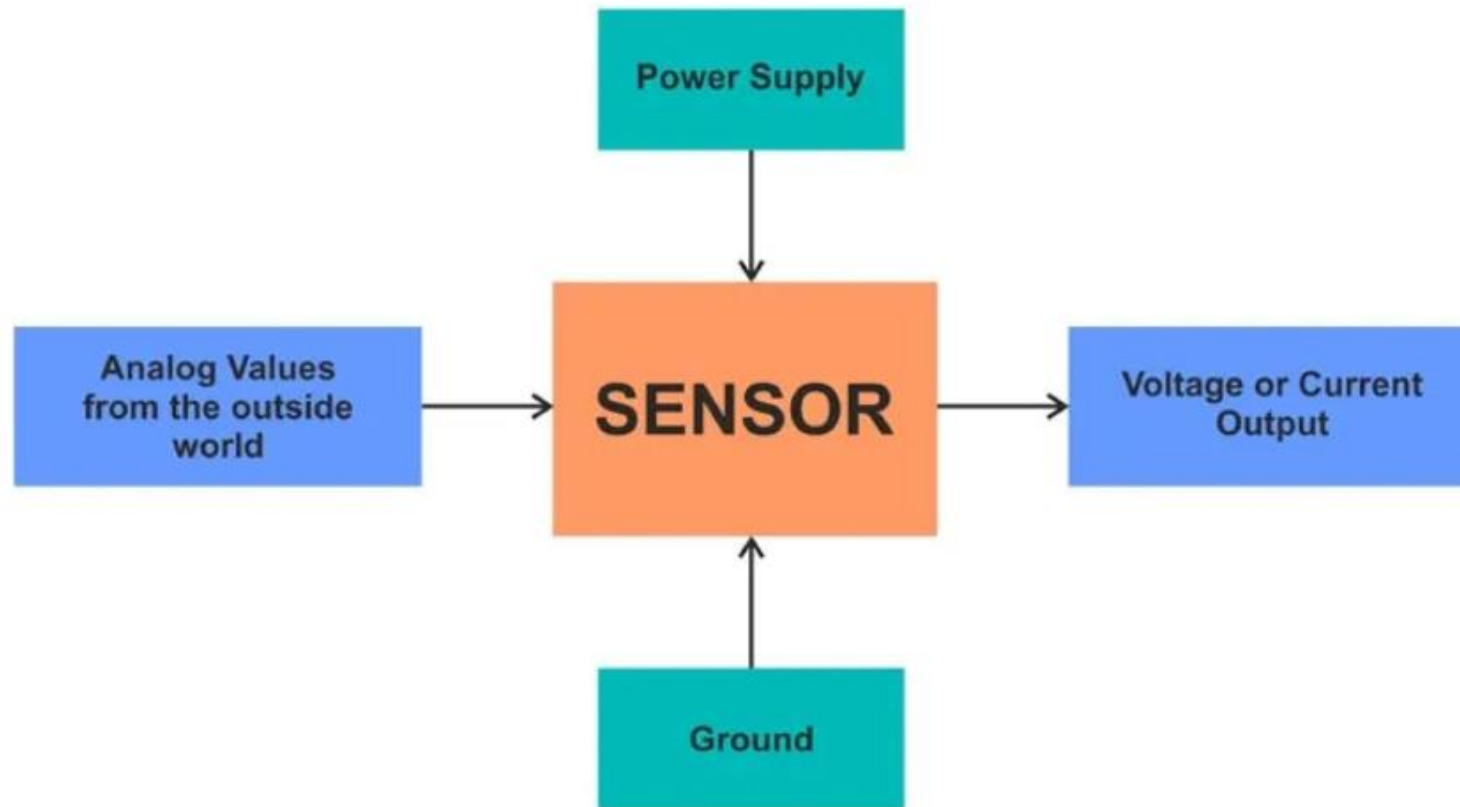 Power Supply
Analog Values
from the outside
world
SENSOR
Voltage or Current
Output
Ground